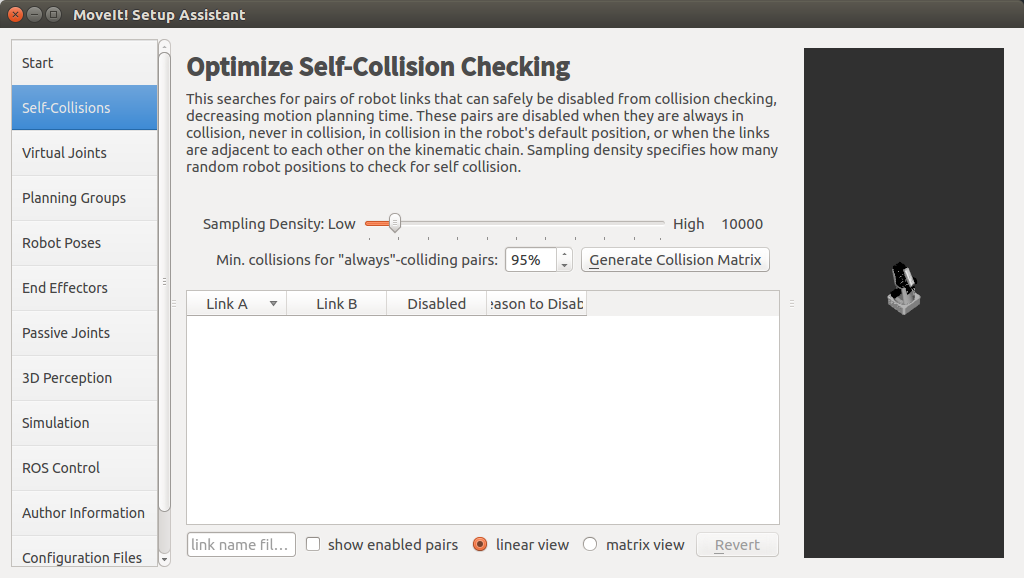 MoveIt! Setup Assistant
Start
Self-Collisions
Virtual Joints
Planning Groups
Robot Poses
End Effectors
Passive Joints
3D Perception
Simulation
ROS Control
Author Information
Configuration Files
Optimize Self-Collision Checking
This searches for pairs of robot links that can safely be disabled from collision checking,
decreasing motion planning time. These pairs are disabled when they are always in
collision, never in collision, in collision in the robot's default position, or when the links
are adjacent to each other on the kinematic chain. Sampling density specifies how many
random robot positions to check for self collision.
Sampling Density: Low High 10000
Min. collisions for "always"-colliding pairs: 95% Generate Collision Matrix
Link A Link B Disabled eason to Disab
link name fil... show enabled pairs linear view matrix view Revert